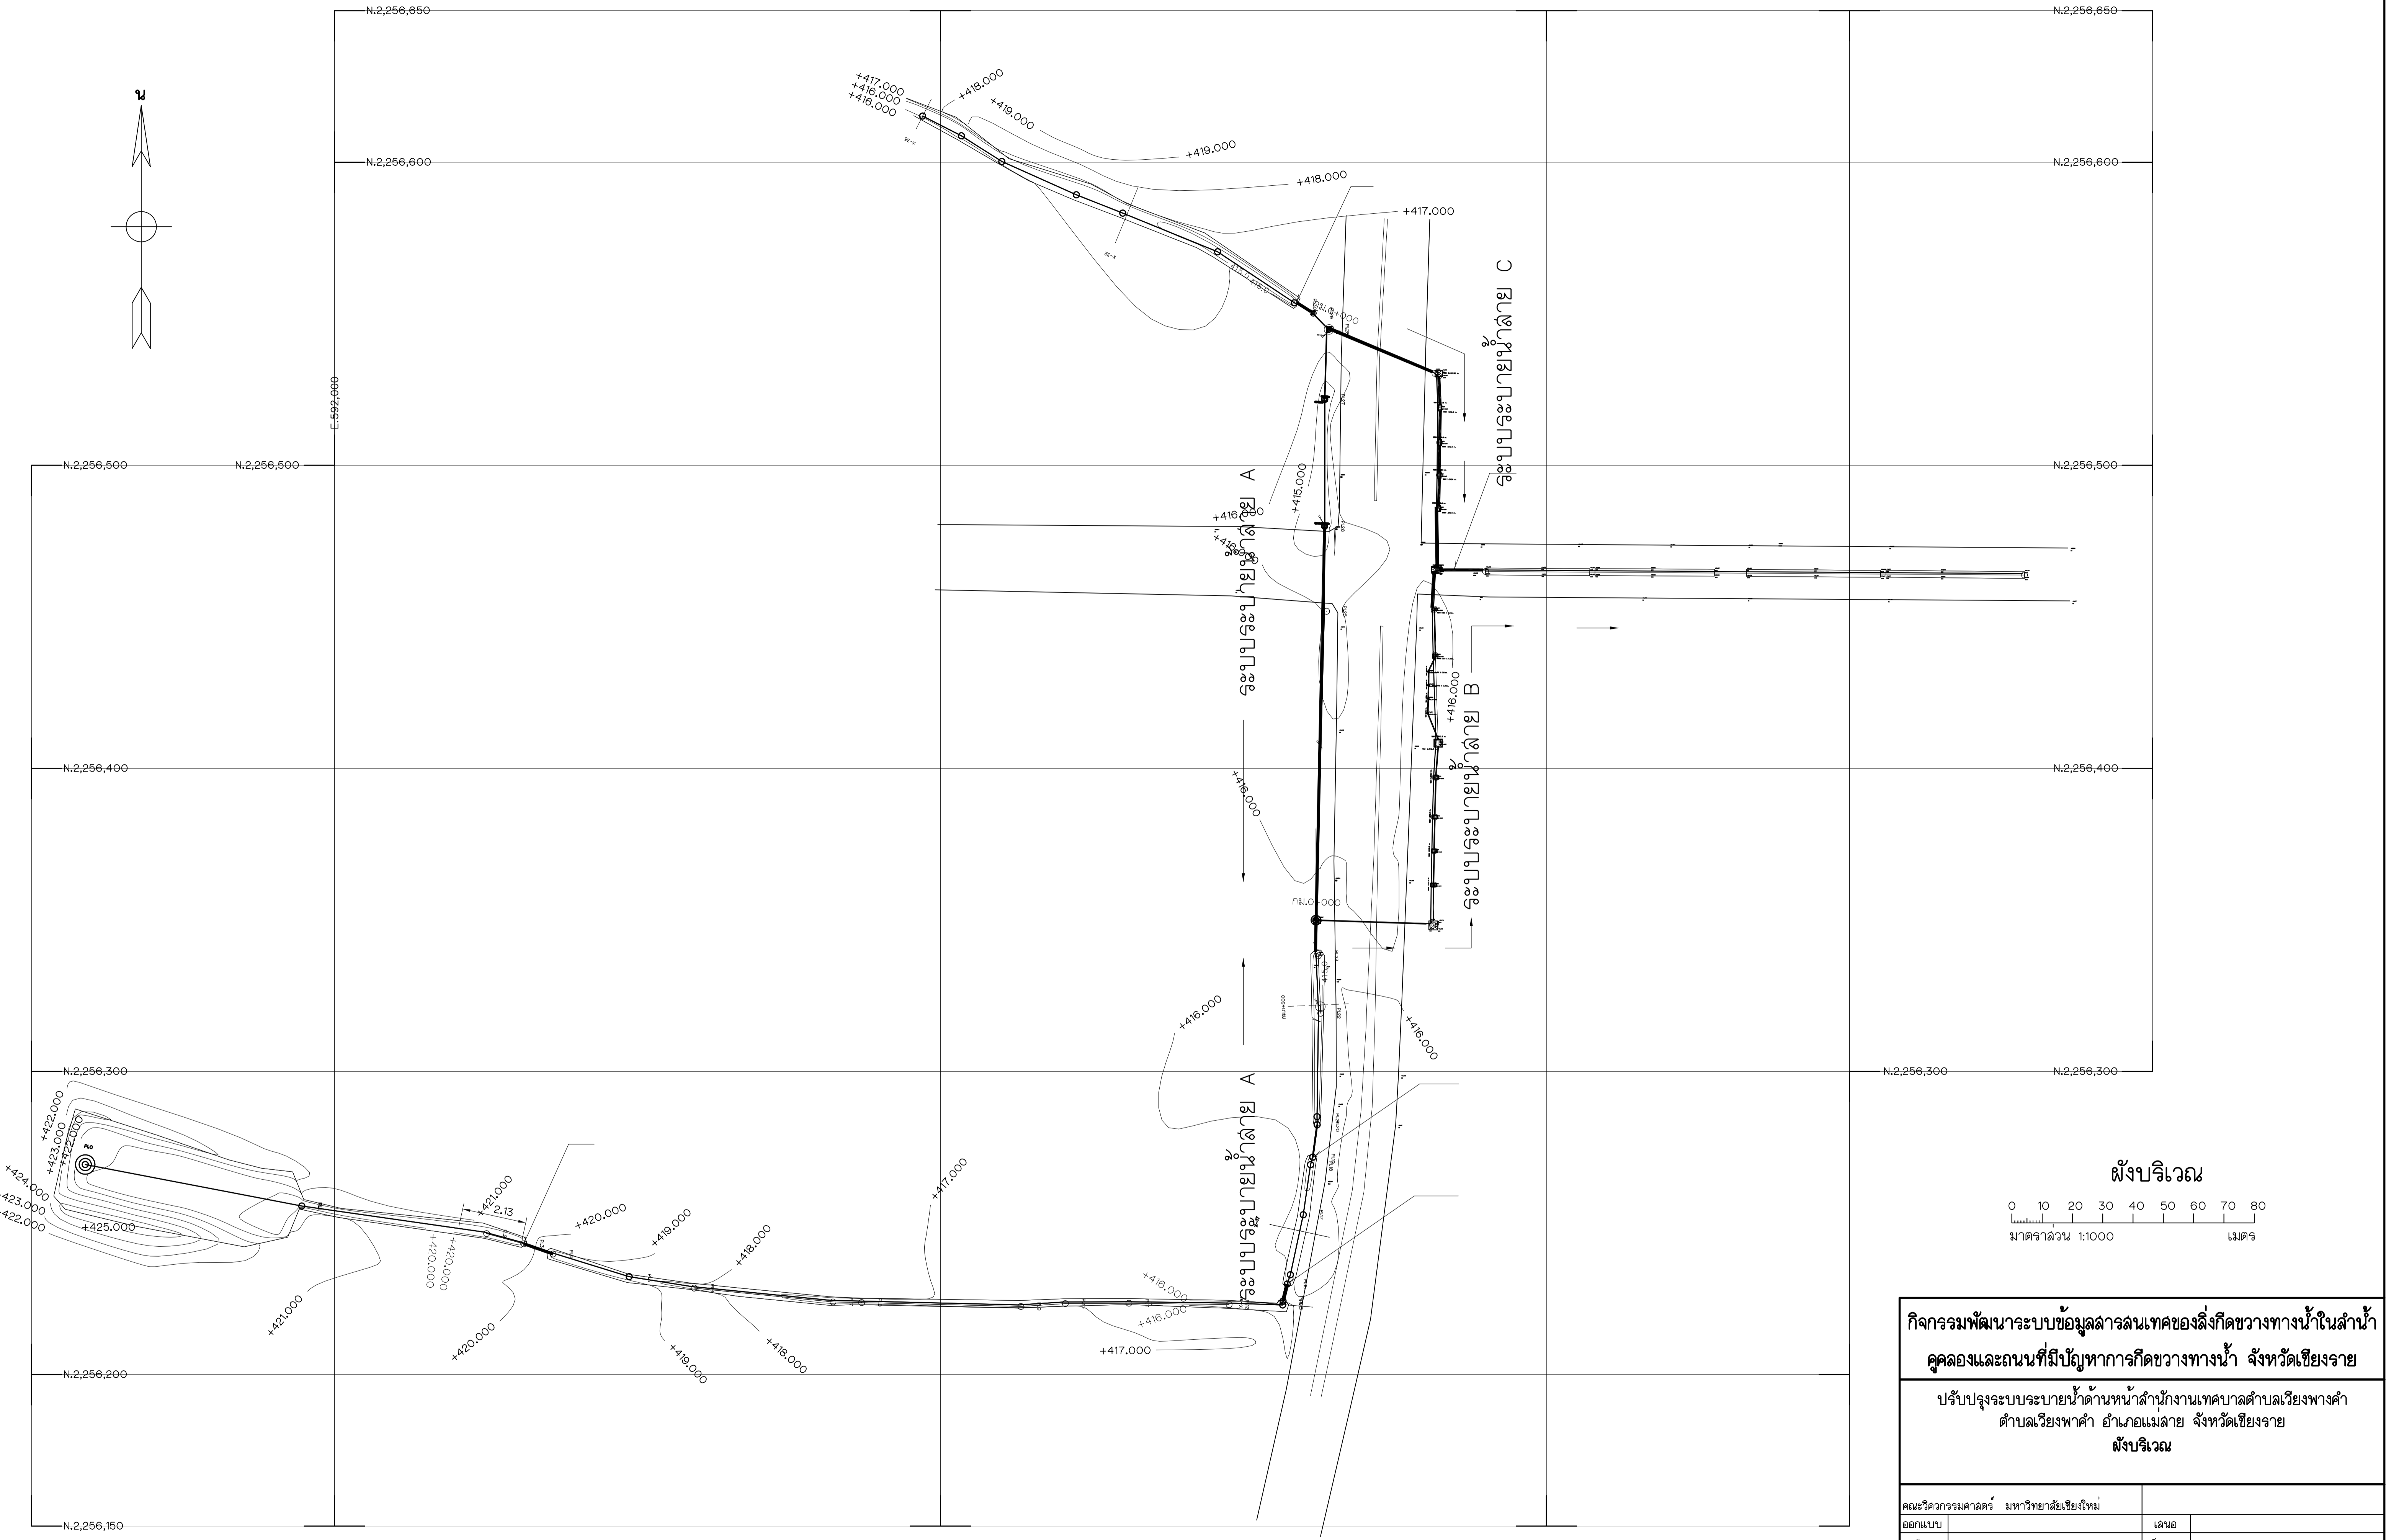 N.2,256,650
N.2,256,650
น
+417.000
+416.000
+416.000
+418.000
+419.000
+419.000
+418.000
+417.000
N.2,256,600
N.2,256,600
กม.0+000
E.592,000
ระบบระบายน้ำสาย C
N.2,256,500
N.2,256,500
N.2,256,500
ระบบระบายน้ำสาย A
+415.000
+416.000
PL27
PL26
PL25
+416.000
ระบบระบายน้ำสาย B
N.2,256,400
N.2,256,400
+416.000
กม.0+000
PL23
PL22
กม.0+500
+416.000
+416.000
N.2,256,300
N.2,256,300
N.2,256,300
ระบบระบายน้ำสาย A
+422.000
+423.000
+422.000
+424.000
+423.000
+422.000
+425.000
+421.000
2.13
+420.000
+420.000
+420.000
+419.000
+418.000
+417.000
+421.000
+420.000
+419.000
+418.000
+416.000
+416.000
+417.000
PL17
N.2,256,200
N.2,256,150
ผังบริเวณ
0 10 20 30 40 50 60 70 80
มาตราส่วน 1:1000 เมตร
กิจกรรมพัฒนาระบบข้อมูลสารสนเทศของสิ่งกีดขวางทางน้ำในลำน้ำ
คูคลองและถนนที่มีปัญหาการกีดขวางทางน้ำ จังหวัดเชียงราย
ปรับปรุงระบบระบายน้ำด้านหน้าสำนักงานเทศบาลตำบลเวียงพางคำ
ตำบลเวียงพาคำ อำเภอแม่สาย จังหวัดเชียงราย
ผังบริเวณ
คณะวิศวกรรมศาสตร์ มหาวิทยาลัยเชียงใหม่
ออกแบบ เสนอ